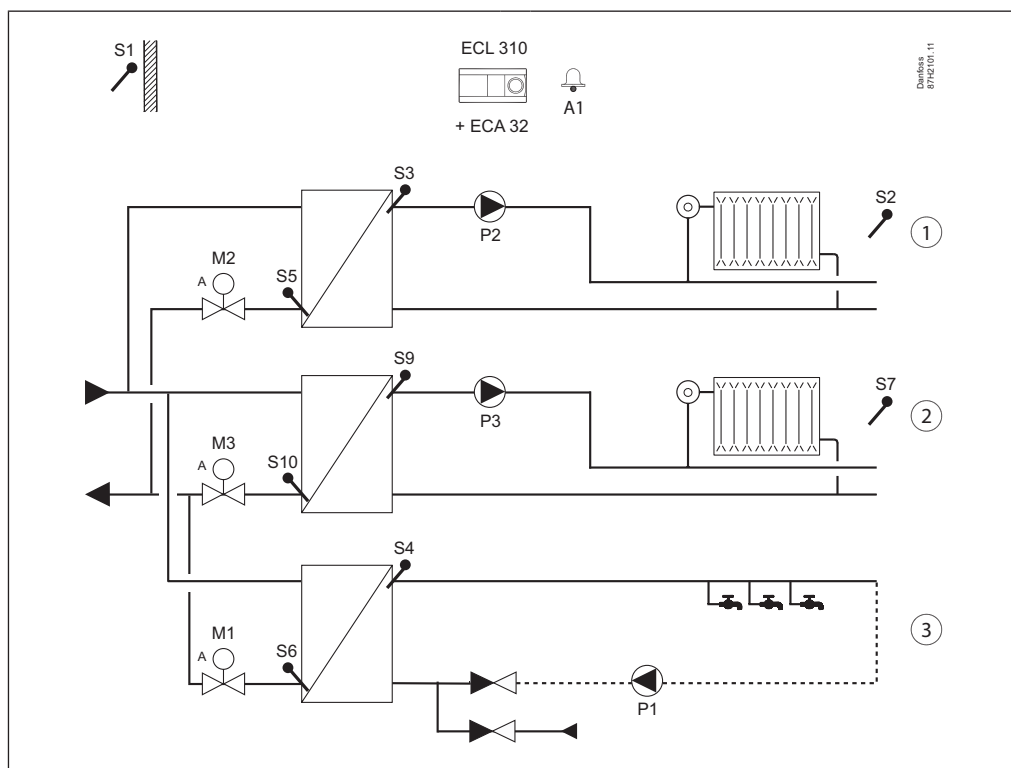 S1
ECL 310
+ ECA 32
A1
Danfoss
87H2101.11
S3
P2
S2
1
M2
A
S5
S9
P3
S7
2
M3
A
S10
S4
3
M1
A
S6
P1